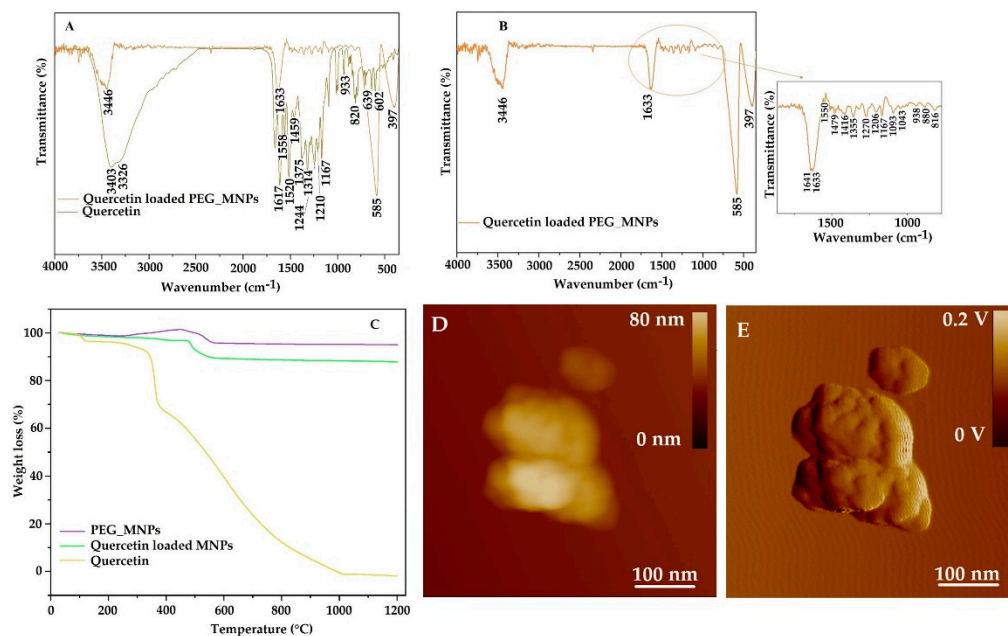 A
Transmittance (%)
3446
3403
3326
1633
1558
1459
1617
1520
1375
1314
1244
1210
1167
933
820
639
602
585
397
Quercetin loaded PEG_MNPs
Quercetin
4000 3500 3000 2500 2000 1500 1000 500
Wavenumber (cm-1)
B
Transmittance (%)
3446
1633
585
397
Quercetin loaded PEG_MNPs
4000 3500 3000 2500 2000 1500 1000 500
Wavenumber (cm-1)
Transmittance (%)
1641
1633
1550
1479
1416
1355
1270
1206
1167
1093
1043
938
880
816
1500 1000
Wavenumber (cm-1)
C
Weight loss (%)
100
80
60
40
20
0
PEG_MNPs
Quercetin loaded MNPs
Quercetin
0 200 400 600 800 1000 1200
Temperature (°C)
D
80 nm
0 nm
100 nm
E
0.2 V
0 V
100 nm